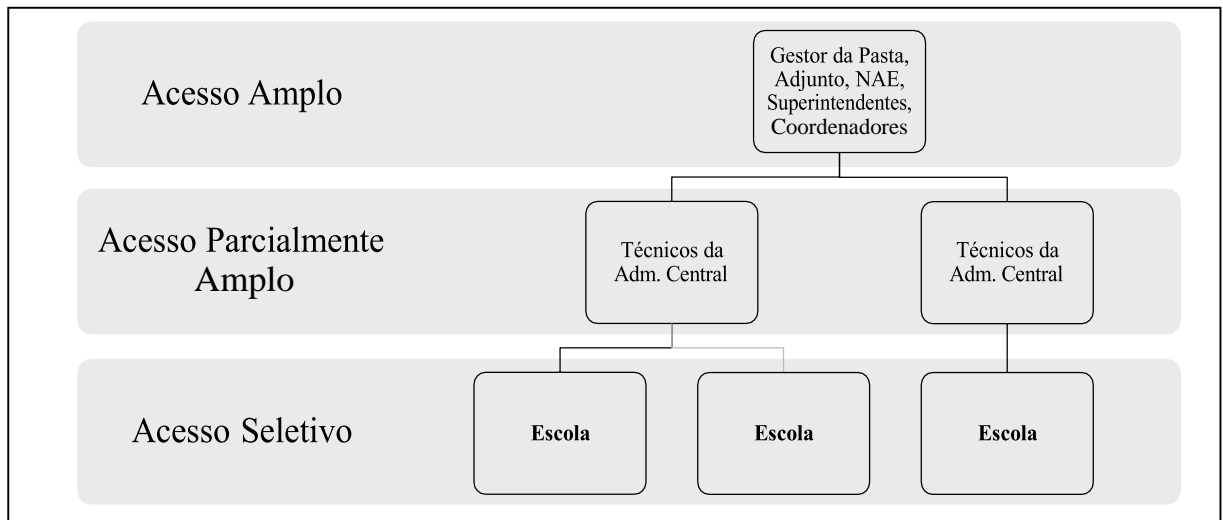 Acesso Amplo
Gestor da Pasta,
Adjunto, NAE,
Superintendentes,
Coordenadores
Acesso Parcialmente
Amplo
Técnicos da
Adm. Central
Técnicos da
Adm. Central
Acesso Seletivo
Escola
Escola
Escola